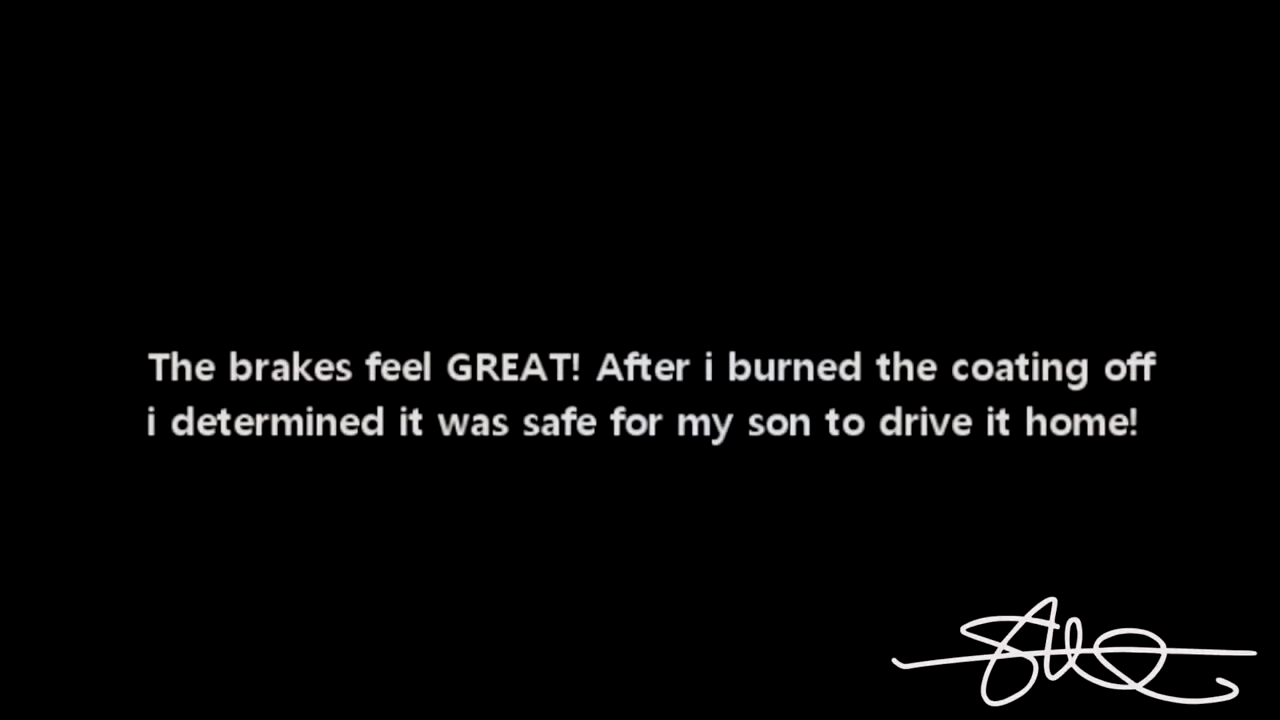 The brakes feel GREAT! After i burned the coating off
i determined it was safe for my son to drive it home!